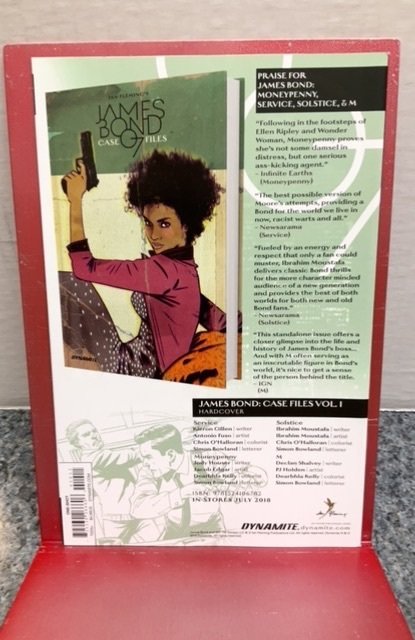 IAN FLEMING'S
JAMES
BOND
CASE 007 FILES
DYNAMITE
PRAISE FOR
JAMES BOND:
MONEYPENNY,
SERVICE, SOLSTICE, & M
"Following in the footsteps of
Ellen Ripley and Wonder
Woman, Moneypenny proves
she's not some damsel in
distress, but one serious
ass-kicking agent."
– Infinite Earths
(Moneypenny)
"The best possible version of
Moore's attempts, providing a
Bond for the world we live in
now, racist warts and all."
– Newsarama
(Service)
"Fueled by an energy and
respect that only a fan could
muster, Ibrahim Moustafa
delivers classic Bond thrills
for the more character minded
audience of a new generation
and provides the best of both
worlds for both new and old
Bond fans."
– Newsarama
(Solstice)
"This standalone issue offers a
closer glimpse into the life and
history of James Bond's boss...
And with M often serving as
an inscrutable figure in Bond's
world, it's nice to get a sense
of the person behind the title.
– IGN
(M)
JAMES BOND: CASE FILES VOL. 1
HARDCOVER
Service
Kieron Gillen | writer
Antonio Fuso | artist
Chris O'Halloran | colorist
Simon Bowland | letterer
Moneypenny
Jody Houser | writer
Jacob Edgar | artist
Dearbhla Kelly | colorist
Simon Bowland | letterer
Solstice
Ibrahim Moustafa | writer
Ibrahim Moustafa | artist
Chris O'Halloran | colorist
Simon Bowland | letterer
M
Declan Shalvey | writer
PJ Holden | artist
Dearbhla Kelly | colorist
Simon Bowland | letterer
ISBN: 9781524106782
IN STORES JULY 2018
DYNAMITE. dynamite.com